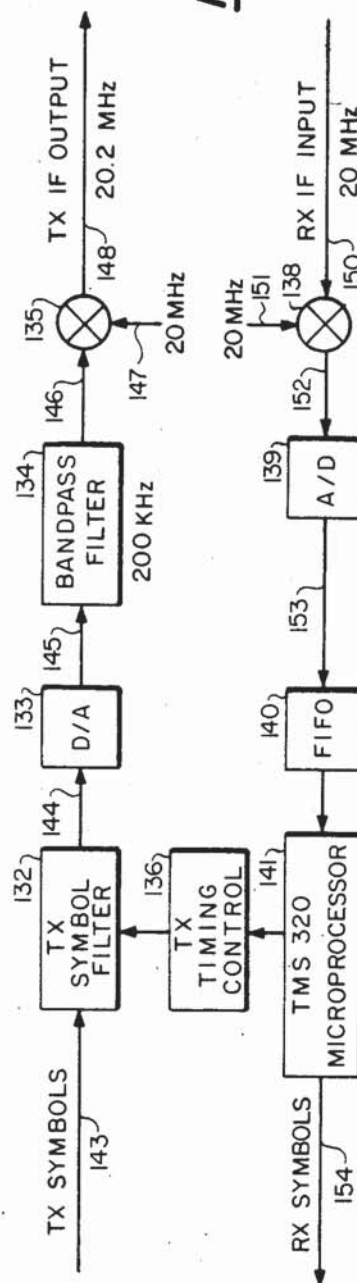 TX SYMBOLS
143
132
TX
SYMBOL
FILTER
144
133
D/A
145
134
BANDPASS
FILTER
200 KHz
146
135
147
20 MHz
TX IF OUTPUT
148
20.2 MHz
136
TX
TIMING
CONTROL
RX IF INPUT
150
20 MHz
20 MHz
151
138
152
139
A/D
153
140
FIFO
141
TMS 320
MICROPROCESSOR
RX SYMBOLS
154